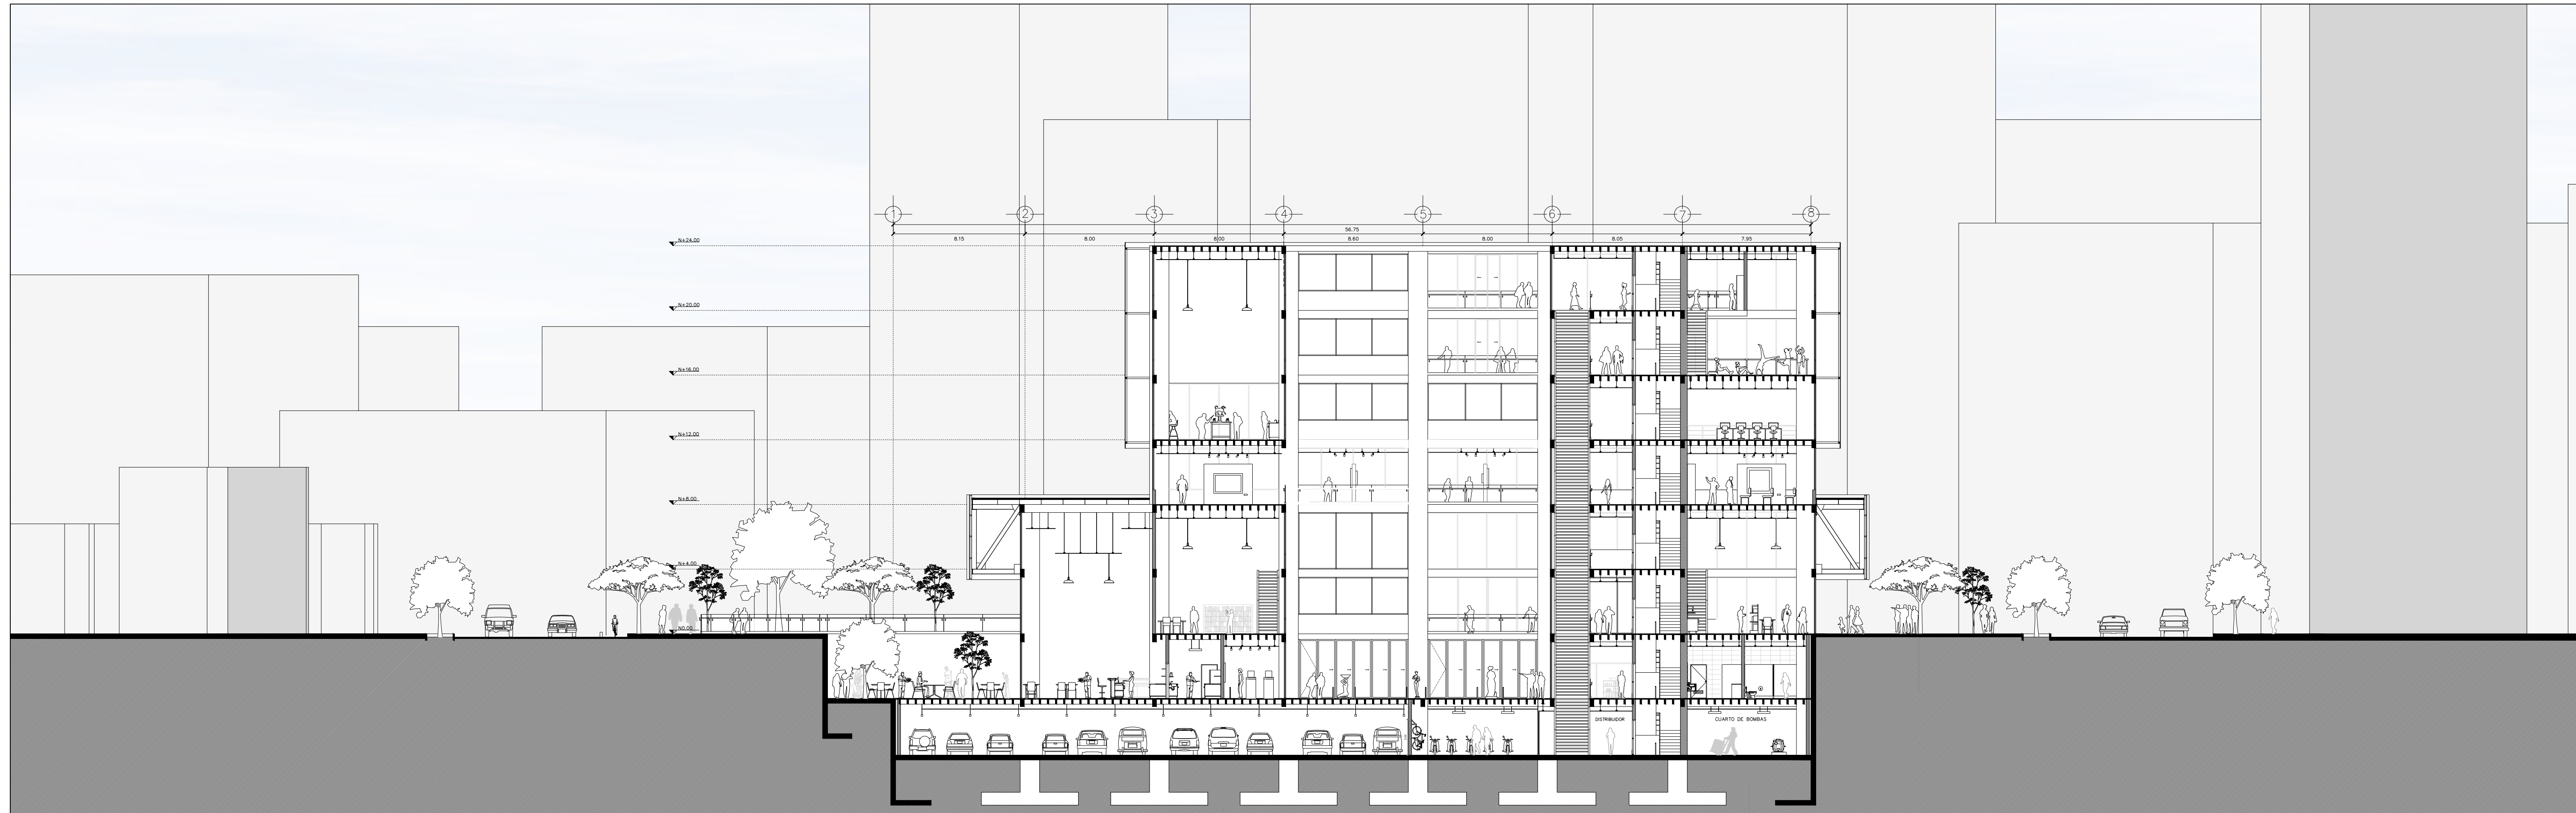 1 2 3 4 5 6 7 8
56.75
8.15 8.00 8.00 8.60 8.00 8.05 7.95
N+24.00
N+20.00
N+16.00
N+12.00
N+8.00
N+4.00
N0.00
DISTRIBUIDOR
CUARTO DE BOMBAS